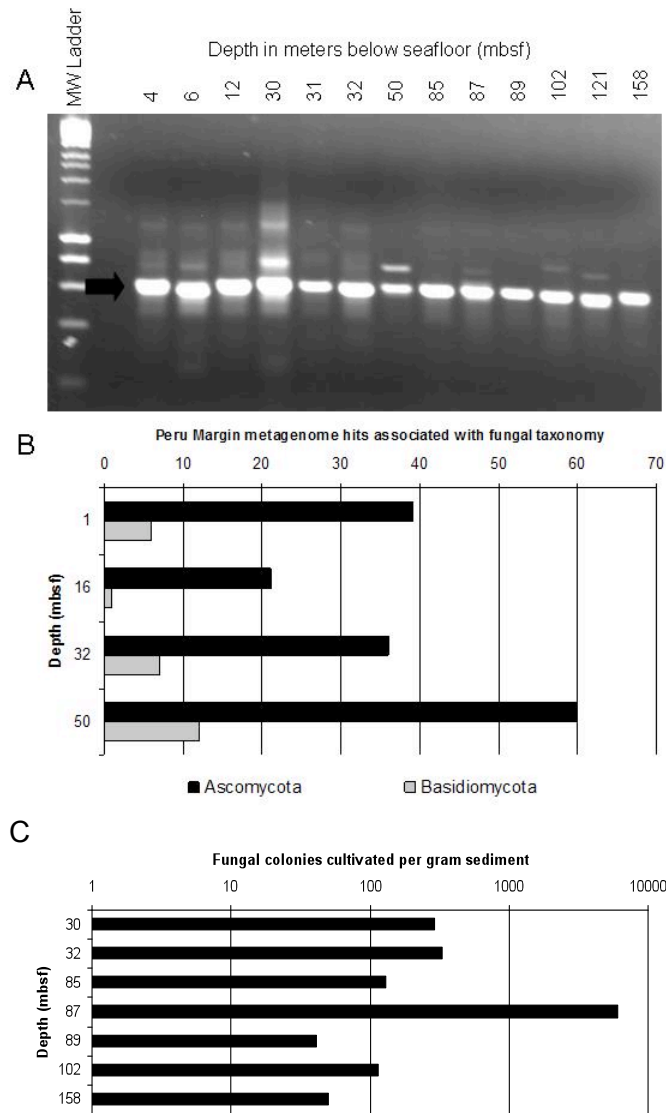 Depth in meters below seafloor (mbsf)
A
MW Ladder
4 6 12 30 31 32 50 85 87 89 102 121 158
B
Peru Margin metagenome hits associated with fungal taxonomy
0 10 20 30 40 50 60 70
Depth (mbsf)
1
16
32
50
Ascomycota Basidiomycota
C
Fungal colonies cultivated per gram sediment
1 10 100 1000 10000
Depth (mbsf)
30
32
85
87
89
102
158